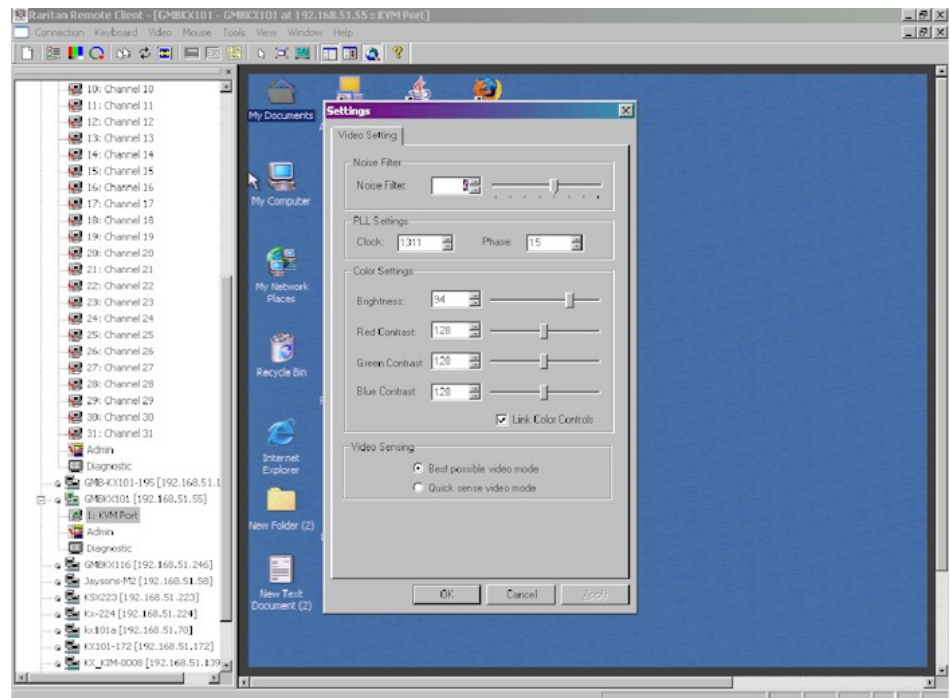 Raritan Remote Client - [GMBKX101 - GMBKX101 at 192.168.51.55 :: KVM Port]
Connection Keyboard Video Mouse Tools View Window Help
10: Channel 10
11: Channel 11
12: Channel 12
13: Channel 13
14: Channel 14
15: Channel 15
16: Channel 16
17: Channel 17
18: Channel 18
19: Channel 19
20: Channel 20
21: Channel 21
22: Channel 22
23: Channel 23
24: Channel 24
25: Channel 25
26: Channel 26
27: Channel 27
28: Channel 28
29: Channel 29
30: Channel 30
31: Channel 31
Admin
Diagnostic
GMB-KX101-195 [192.168.51.1
GMBKX101 [192.168.51.55]
1: KVM Port
Admin
Diagnostic
GMBKX116 [192.168.51.246]
Jaysons-M2 [192.168.51.58]
KSX223 [192.168.51.223]
Kx-224 [192.168.51.224]
kx101a [192.168.51.70]
KX101-172 [192.168.51.172]
KX_KIM-0008 [192.168.51.139
My Documents
My Computer
My Network
Places
Recycle Bin
Internet
Explorer
New Folder (2)
New Text
Document (2)
Settings
Video Setting
Noise Filter
Noise Filter:
PLL Settings
Clock: 1311 Phase: 15
Color Settings
Brightness: 94
Red Contrast: 128
Green Contrast: 128
Blue Contrast: 128
Link Color Controls
Video Sensing
Best possible video mode
Quick sense video mode
OK Cancel Apply